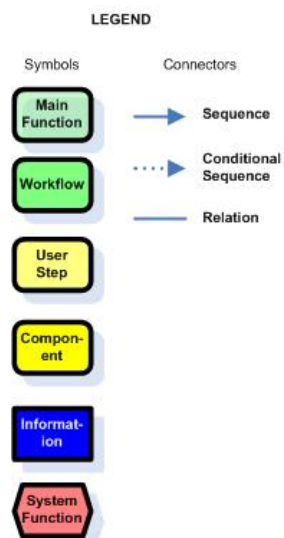 LEGEND
Symbols
Connectors
Main
Function
Sequence
Workflow
Conditional
Sequence
Relation
User
Step
Compon-
ent
Informat-
ion
System
Function